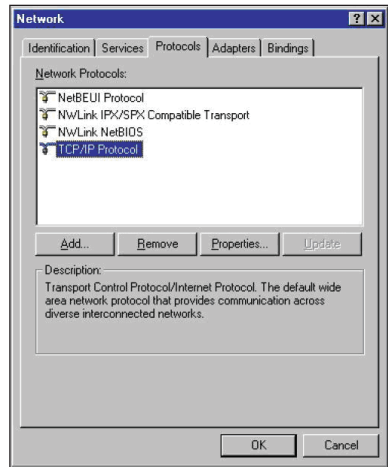 Network
Identification Services Protocols Adapters Bindings
Network Protocols:
NetBEUI Protocol
NWLink IPX/SPX Compatible Transport
NWLink NetBIOS
TCP/IP Protocol
Add... Remove Properties... Update
Description:
Transport Control Protocol/Internet Protocol. The default wide
area network protocol that provides communication across
diverse interconnected networks.
OK Cancel